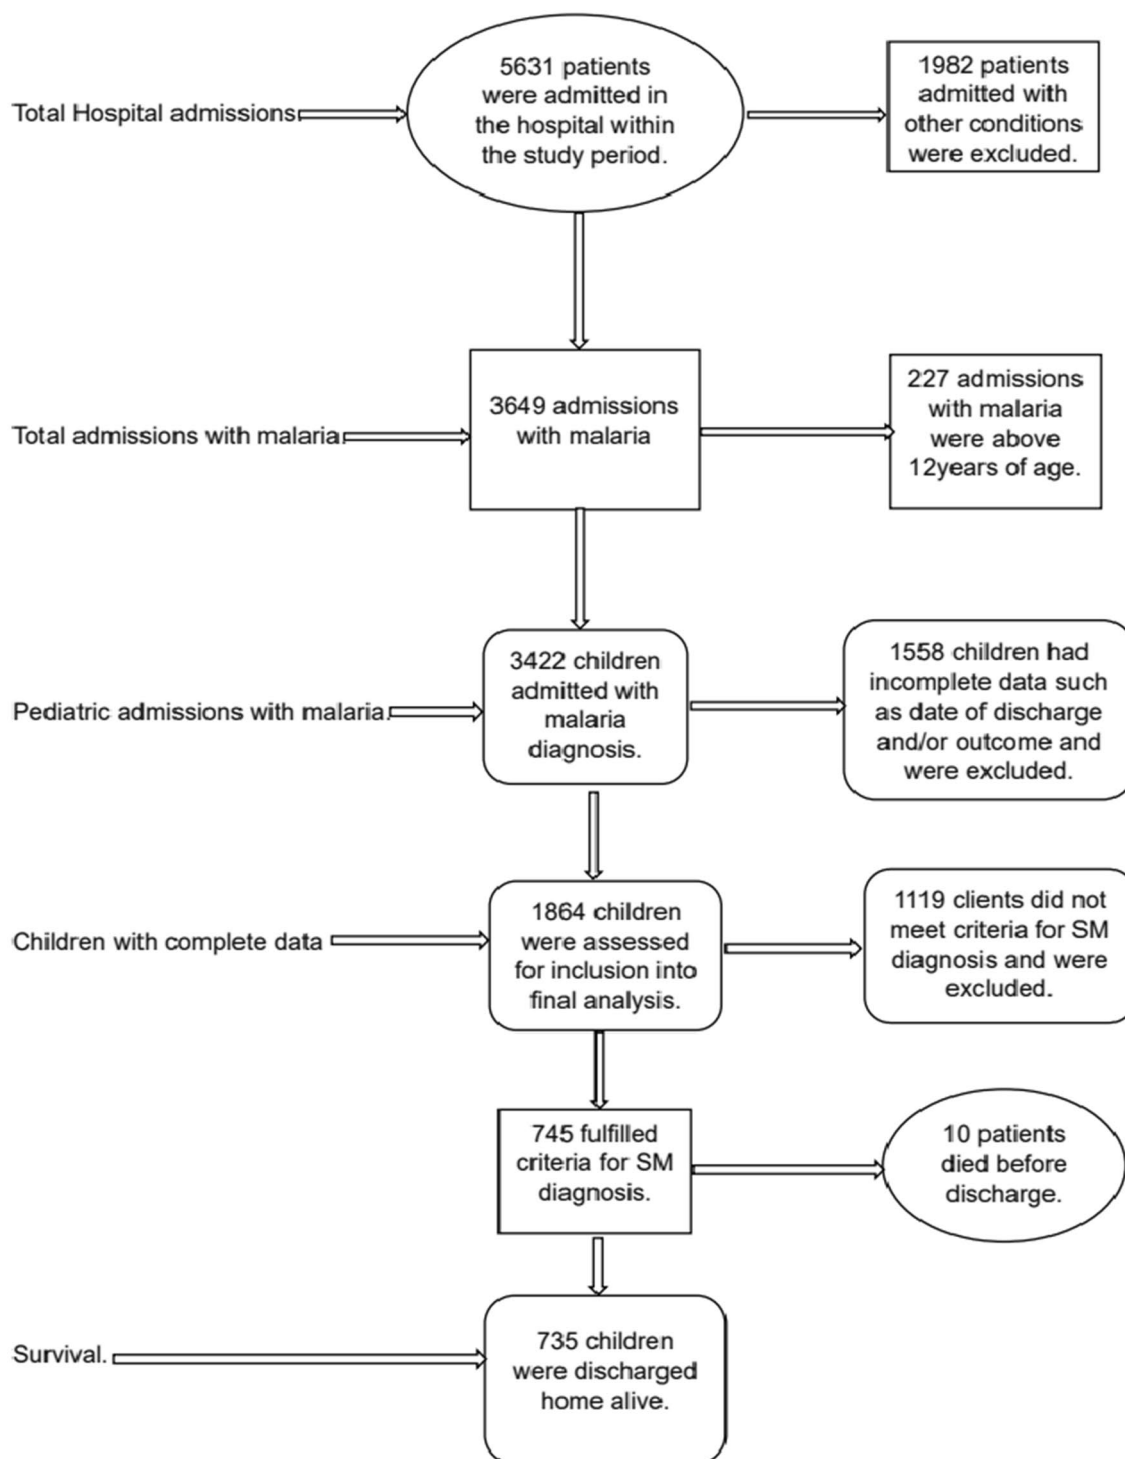 Total Hospital admissions
5631 patients
were admitted in
the hospital within
the study period.
1982 patients
admitted with
other conditions
were excluded.
Total admissions with malaria
3649 admissions
with malaria
227 admissions
with malaria
were above
12years of age.
Pediatric admissions with malaria.
3422 children
admitted with
malaria
diagnosis.
1558 children had
incomplete data such
as date of discharge
and/or outcome and
were excluded.
Children with complete data
1864 children
were assessed
for inclusion into
final analysis.
1119 clients did not
meet criteria for SM
diagnosis and were
excluded.
745 fulfilled
criteria for SM
diagnosis.
10 patients
died before
discharge.
Survival.
735 children
were discharged
home alive.